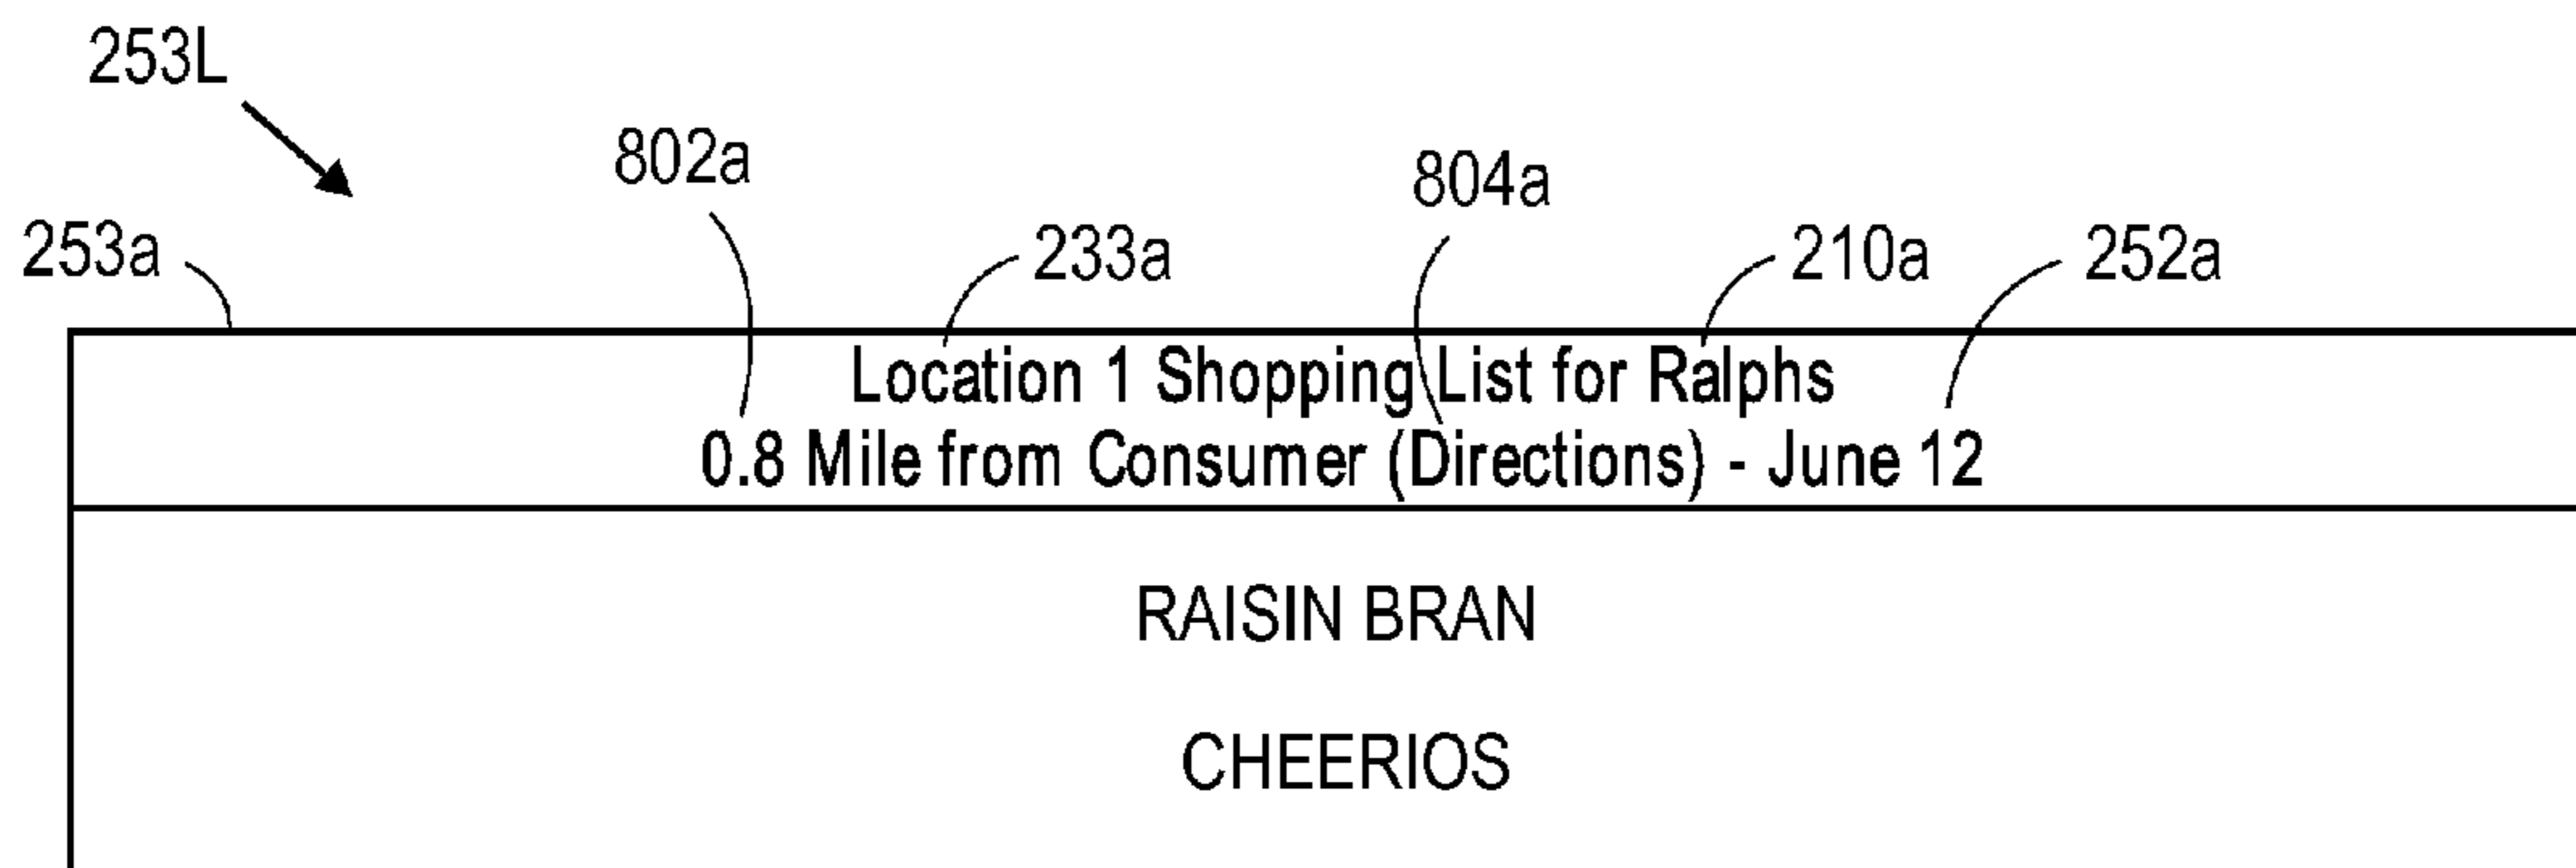 253L
802a
804a
253a
233a
210a
252a
Location 1 Shopping List for Ralphs
0.8 Mile from Consumer (Directions) - June 12
RAISIN BRAN
CHEERIOS